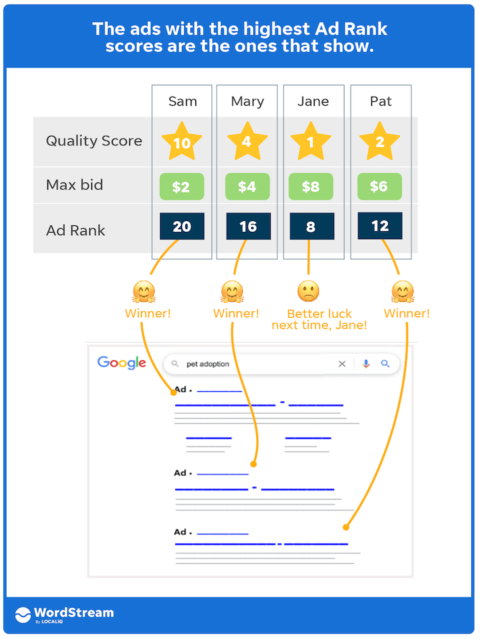 The ads with the highest Ad Rank
scores are the ones that show.
Sam Mary Jane Pat
Quality Score 10 4 1 2
Max bid $2 $4 $8 $6
Ad Rank 20 16 8 12
Winner! Winner! Better luck Winner!
next time, Jane!
Google pet adoption
Ad •
Ad •
Ad •
WordStream
by LOCALiQ